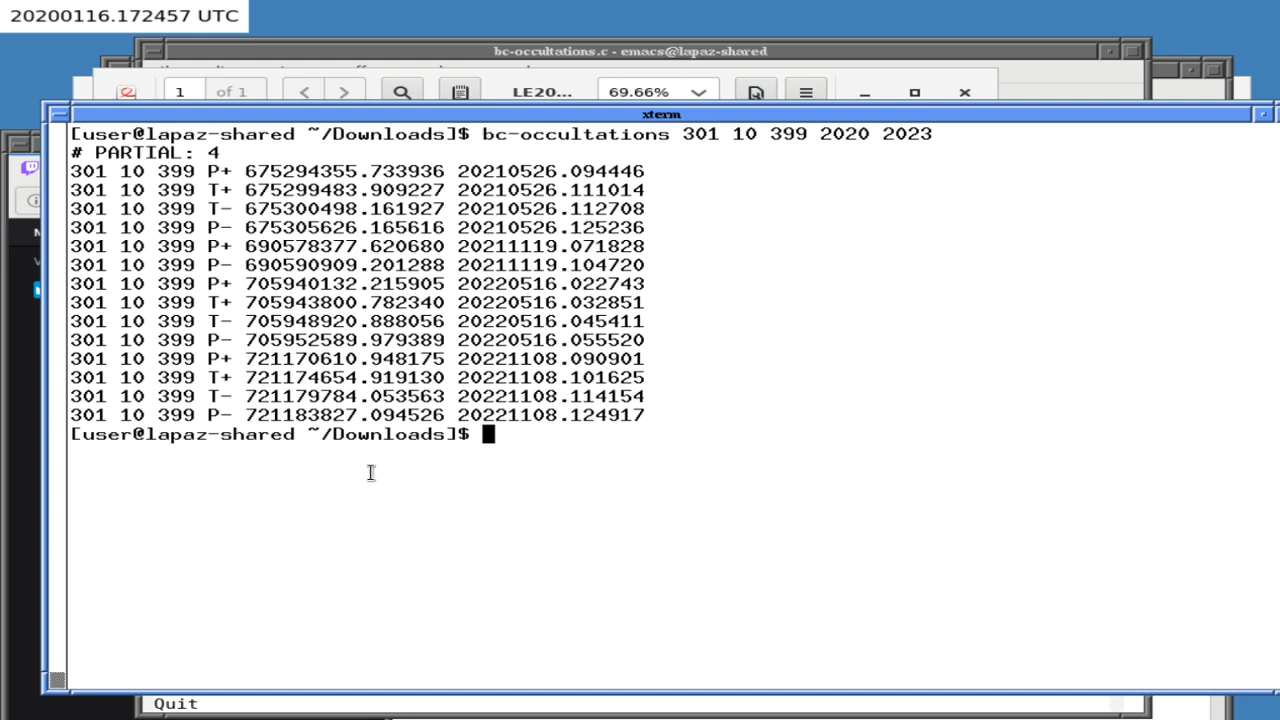 20200116.172457 UTC
bc-occultations.c - emacs@lapaz-shared
1 of 1 LE20... 69.66%
xterm
[user@lapaz-shared ~/Downloads]$ bc-occultations 301 10 399 2020 2023
# PARTIAL: 4
301 10 399 P+ 675294355.733936 20210526.094446
301 10 399 T+ 675299483.909227 20210526.111014
301 10 399 T- 675300498.161927 20210526.112708
301 10 399 P- 675305626.165616 20210526.125236
301 10 399 P+ 690578377.620680 20211119.071828
301 10 399 P- 690590909.201288 20211119.104720
301 10 399 P+ 705940132.215905 20220516.022743
301 10 399 T+ 705943800.782340 20220516.032851
301 10 399 T- 705948920.888056 20220516.045411
301 10 399 P- 705952589.979389 20220516.055520
301 10 399 P+ 721170610.948175 20221108.090901
301 10 399 T+ 721174654.919130 20221108.101625
301 10 399 T- 721179784.053563 20221108.114154
301 10 399 P- 721183827.094526 20221108.124917
[user@lapaz-shared ~/Downloads]$
Quit